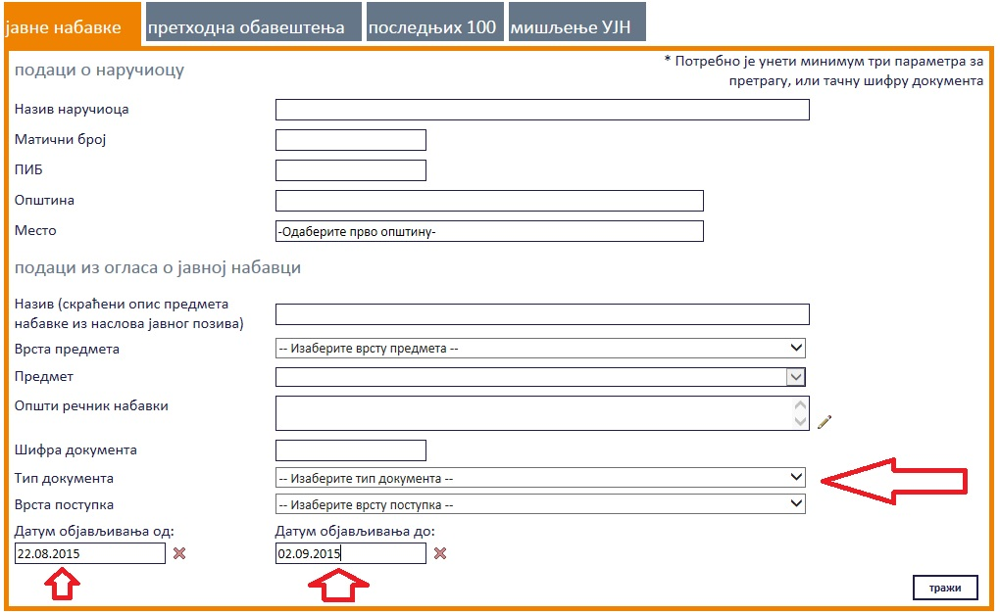 јавне набавке
претходна обавештења
последњих 100
мишљење УЈН
подаци о наручиоцу
* Потребно је унети минимум три параметра за
претрагу, или тачну шифру документа
Назив наручиоца
Матични број
ПИБ
Општина
Место
-Одаберите прво општину-
подаци из огласа о јавној набавци
Назив (скраћени опис предмета
набавке из наслова јавног позива)
Врста предмета
-- Изаберите врсту предмета --
Предмет
Општи речник набавки
Шифра документа
Тип документа
-- Изаберите тип документа --
Врста поступка
-- Изаберите врсту поступка --
Датум објављивања од:
Датум објављивања до:
22.08.2015
02.09.2015
тражи